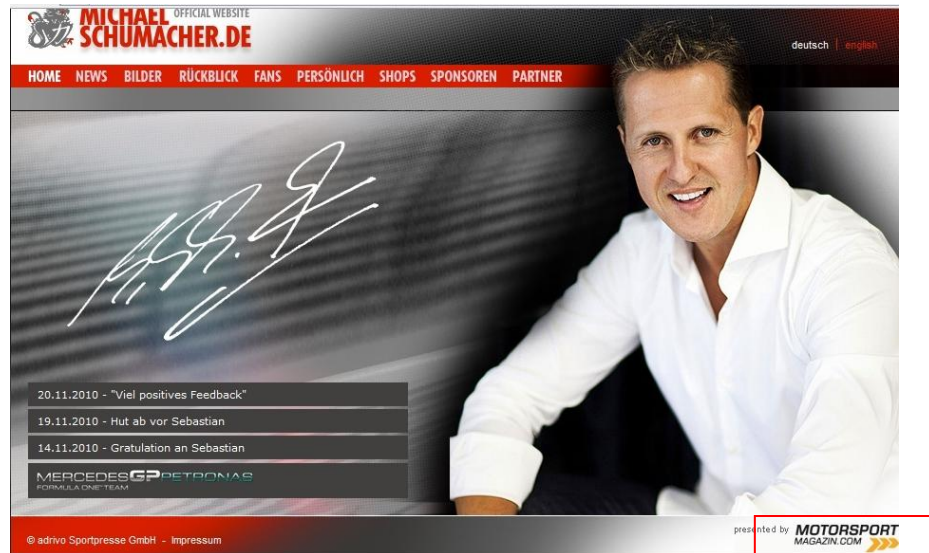 MICHAEL OFFICIAL WEBSITE
SCHUMACHER.DE
deutsch | english
HOME NEWS BILDER RÜCKBLICK FANS PERSÖNLICH SHOPS SPONSOREN PARTNER
20.11.2010 - "Viel positives Feedback"
19.11.2010 - Hut ab vor Sebastian
14.11.2010 - Gratulation an Sebastian
MERCEDES GP PETRONAS
FORMULA ONE™ TEAM
© adrivo Sportpresse GmbH - Impressum
presented by MOTORSPORT
MAGAZIN.COM